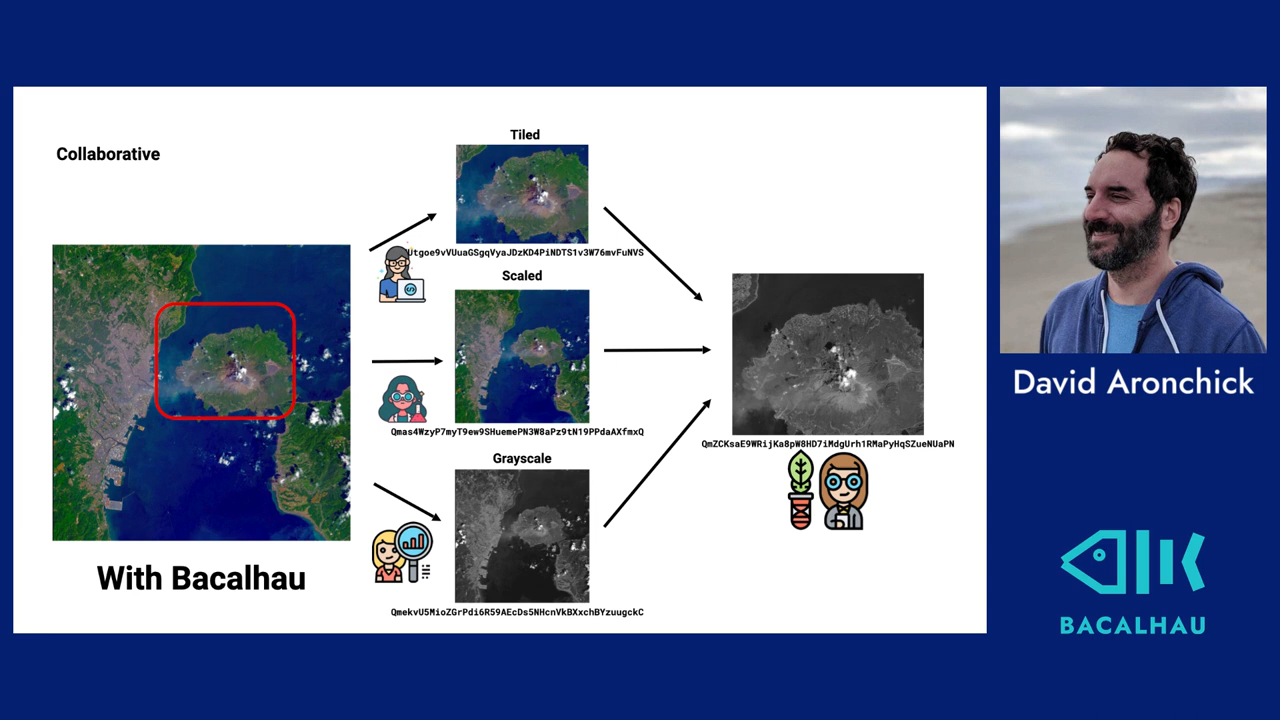 Collaborative
Tiled
Utgoe9vVUuaGSgqVyaJDzKD4PiNDTS1v3W76mvFuNVS
Scaled
Qmas4WzyP7myT9ew9SHuemePN3W8aPz9tN19PPdaAXfmxQ
Grayscale
QmekvU5MioZGrPdi6R59AEcDs5NHcnVkBXxchBYzuugckC
QmZCKsaE9WRijKa8pW8HD7iMdgUrh1RMaPyHqSZueNUaPN
With Bacalhau
David Aronchick
BACALHAU